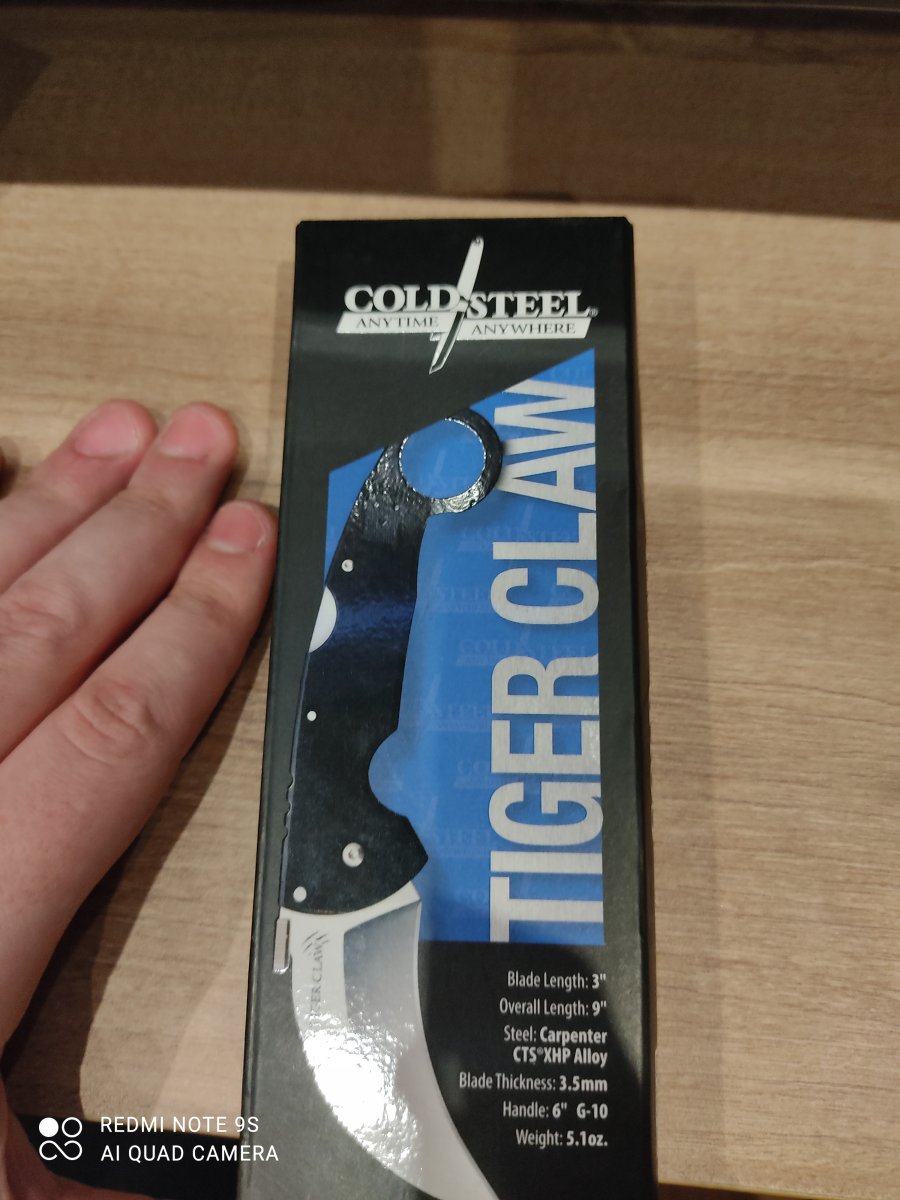 COLD STEEL®
ANYTIME ANYWHERE
TIGER CLAW
TIGER CLAW
Blade Length: 3"
Overall Length: 9"
Steel: Carpenter
CTS®XHP Alloy
Blade Thickness: 3.5mm
Handle: 6" G-10
Weight: 5.1oz.
REDMI NOTE 9S
AI QUAD CAMERA